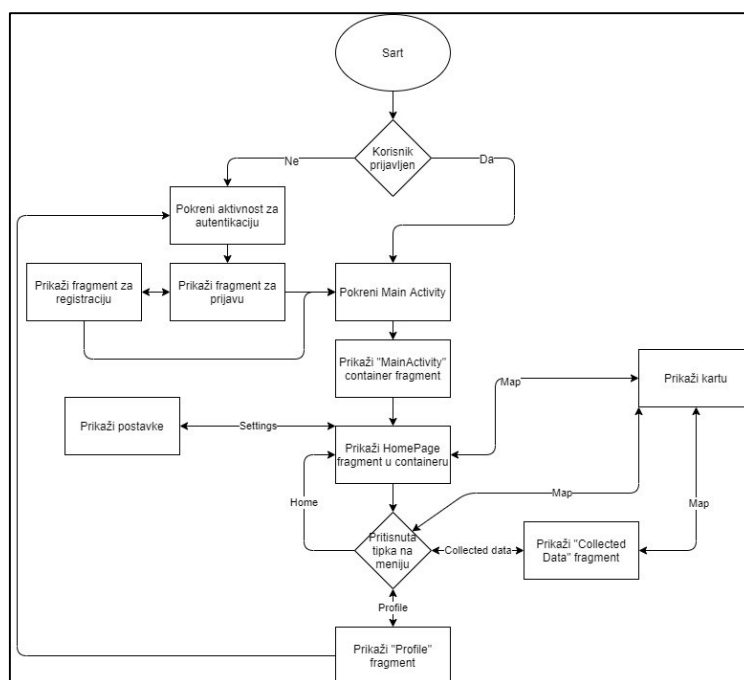 Sart
Korisnik
prijavljen
Ne
Da
Pokreni aktivnost za
autentikaciju
Prikaži fragment za
registraciju
Prikaži fragment za
prijavu
Pokreni Main Activity
Prikaži "MainActivity"
container fragment
Prikaži kartu
Map
Prikaži postavke
Settings
Prikaži HomePage
fragment u containeru
Home
Map
Map
Pritisnuta
tipka na
meniju
Collected data
Prikaži "Collected
Data" fragment
Profile
Prikaži "Profile"
fragment